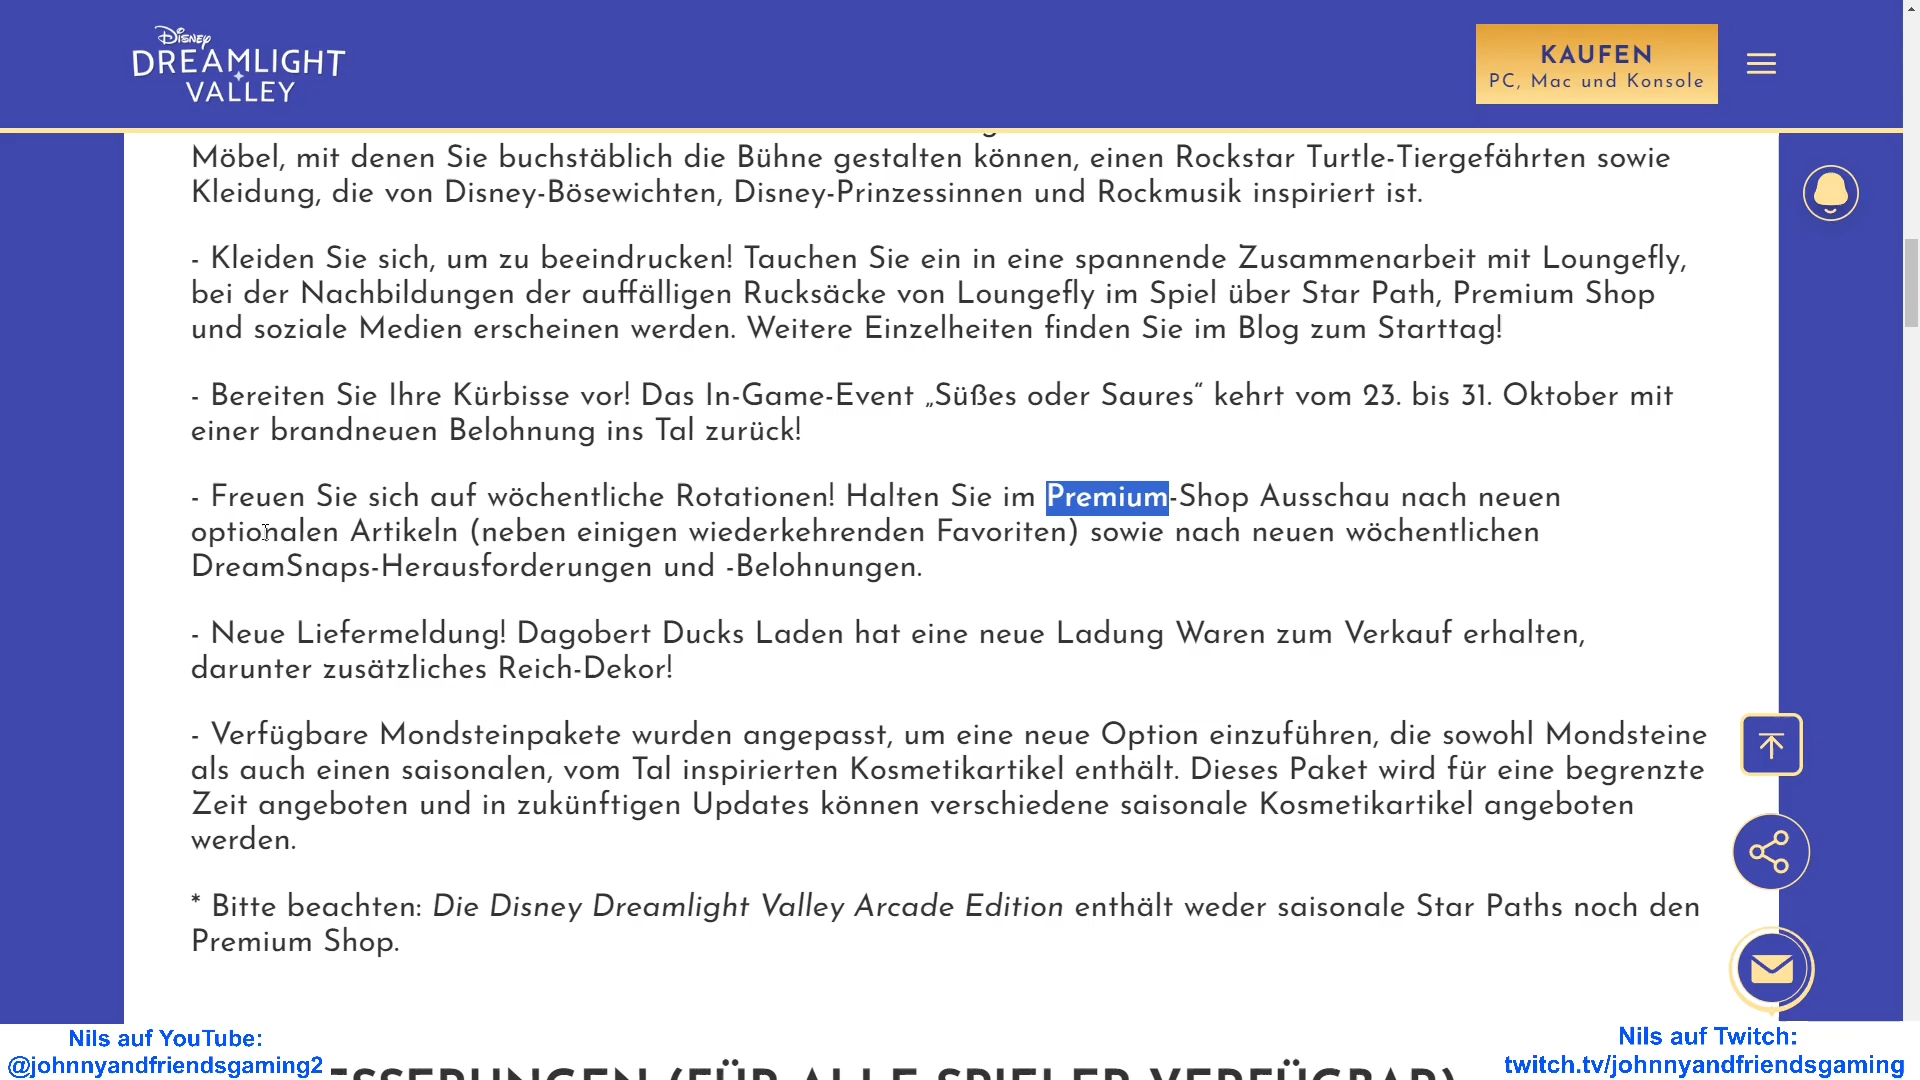 Disney
DREAMLIGHT
VALLEY
KAUFEN
PC, Mac und Konsole
Möbel, mit denen Sie buchstäblich die Bühne gestalten können, einen Rockstar Turtle-Tiergefährten sowie
Kleidung, die von Disney-Bösewichten, Disney-Prinzessinnen und Rockmusik inspiriert ist.
- Kleiden Sie sich, um zu beeindrucken! Tauchen Sie ein in eine spannende Zusammenarbeit mit Loungefly,
bei der Nachbildungen der auffälligen Rucksäcke von Loungefly im Spiel über Star Path, Premium Shop
und soziale Medien erscheinen werden. Weitere Einzelheiten finden Sie im Blog zum Starttag!
- Bereiten Sie Ihre Kürbisse vor! Das In-Game-Event „Süßes oder Saures“ kehrt vom 23. bis 31. Oktober mit
einer brandneuen Belohnung ins Tal zurück!
- Freuen Sie sich auf wöchentliche Rotationen! Halten Sie im Premium-Shop Ausschau nach neuen
optionalen Artikeln (neben einigen wiederkehrenden Favoriten) sowie nach neuen wöchentlichen
DreamSnaps-Herausforderungen und -Belohnungen.
- Neue Liefermeldung! Dagobert Ducks Laden hat eine neue Ladung Waren zum Verkauf erhalten,
darunter zusätzliches Reich-Dekor!
- Verfügbare Mondsteinpakete wurden angepasst, um eine neue Option einzuführen, die sowohl Mondsteine
als auch einen saisonalen, vom Tal inspirierten Kosmetikartikel enthält. Dieses Paket wird für eine begrenzte
Zeit angeboten und in zukünftigen Updates können verschiedene saisonale Kosmetikartikel angeboten
werden.
* Bitte beachten: Die Disney Dreamlight Valley Arcade Edition enthält weder saisonale Star Paths noch den
Premium Shop.
Nils auf YouTube:
@johnnyandfriendsgaming2
ESSERUNGEN (FÜR ALLE SPIELER VERFÜGBAR)
Nils auf Twitch:
twitch.tv/johnnyandfriendsgaming